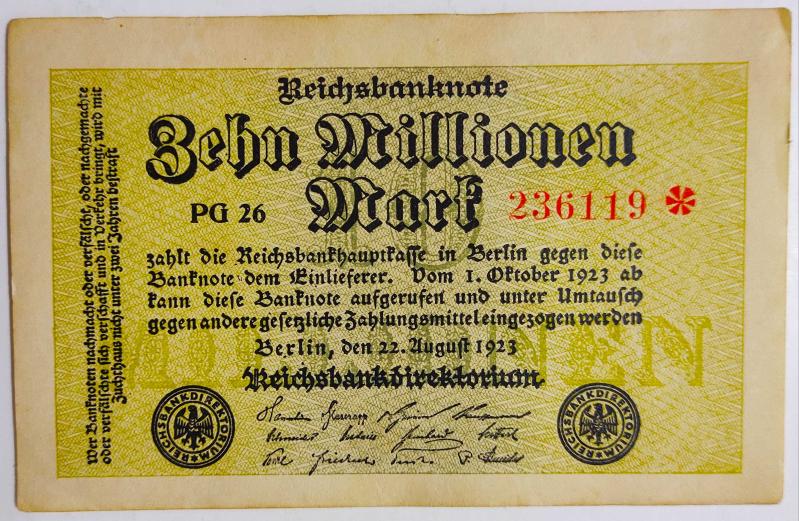 Reichsbanknote
Zehn Millionen
Mark
PG 26
236119
zahlt die Reichsbankhauptkasse in Berlin gegen diese
Banknote dem Einlieferer. Vom 1. Oktober 1923 ab
kann diese Banknote aufgerufen und unter Umtausch
gegen andere gesetzliche Zahlungsmittel eingezogen werden
Berlin, den 22. August 1923
Reichsbankdirektorium
REICHSBANKDIREKTORIUM
REICHSBANKDIREKTORIUM
Wer Banknoten nachmacht oder verfälscht, oder nachgemachte
oder verfälschte sich verschafft und in Verkehr bringt, wird mit
Zuchthaus nicht unter zwei Jahren bestraft